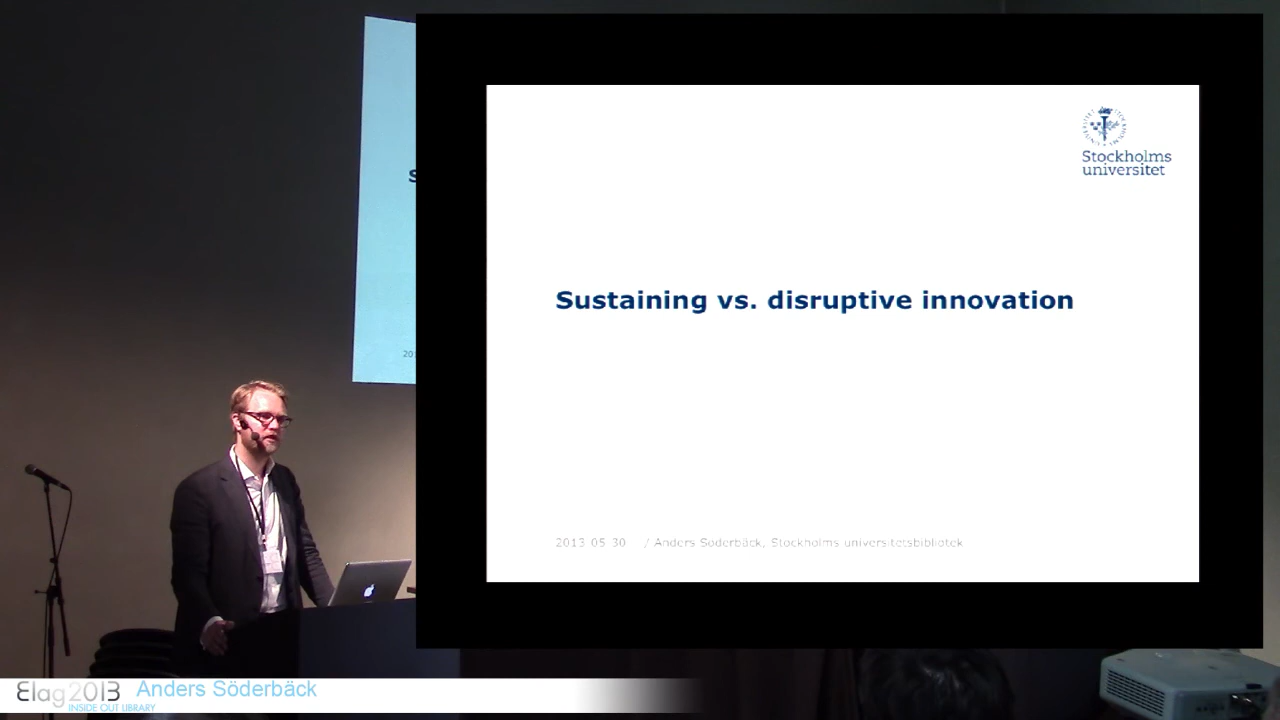 Stockholms
universitet
Sustaining vs. disruptive innovation
2013-05-30 / Anders Söderbäck, Stockholms universitetsbibliotek
Elag2013 Anders Söderbäck
INSIDE OUT LIBRARY